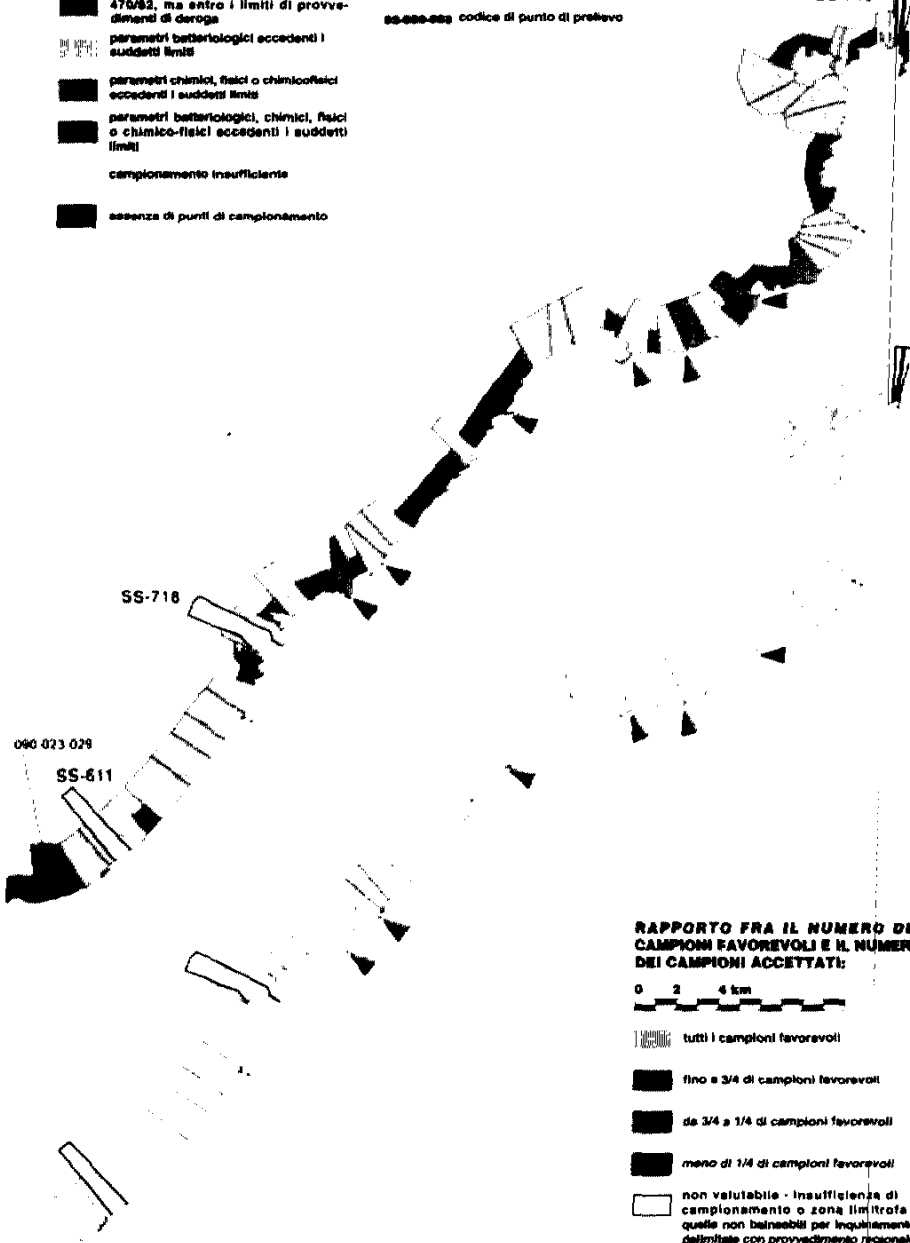 470/82, ma entro i limiti di provve-
dimenti di deroga
parametri batteriologici eccedenti i
suddetti limiti
parametri chimici, fisici o chimicofisici
eccedenti i suddetti limiti
parametri batteriologici, chimici, fisici
o chimico-fisici eccedenti i suddetti
limiti
campionamento insufficiente
assenza di punti di campionamento
codice di punto di prelievo
SS-718
090 023 029
SS-611
RAPPORTO FRA IL NUMERO DI
CAMPIONI FAVOREVOLI E IL NUMER
DEI CAMPIONI ACCETTATI:
0 2 4 km
tutti i campioni favorevoli
fino a 3/4 di campioni favorevoli
da 3/4 a 1/4 di campioni favorevoli
meno di 1/4 di campioni favorevoli
non valutabile - insufficienza di
campionamento o zona limitrofa
quelle non balneabili per inquinament
delimitate con provvedimento regional